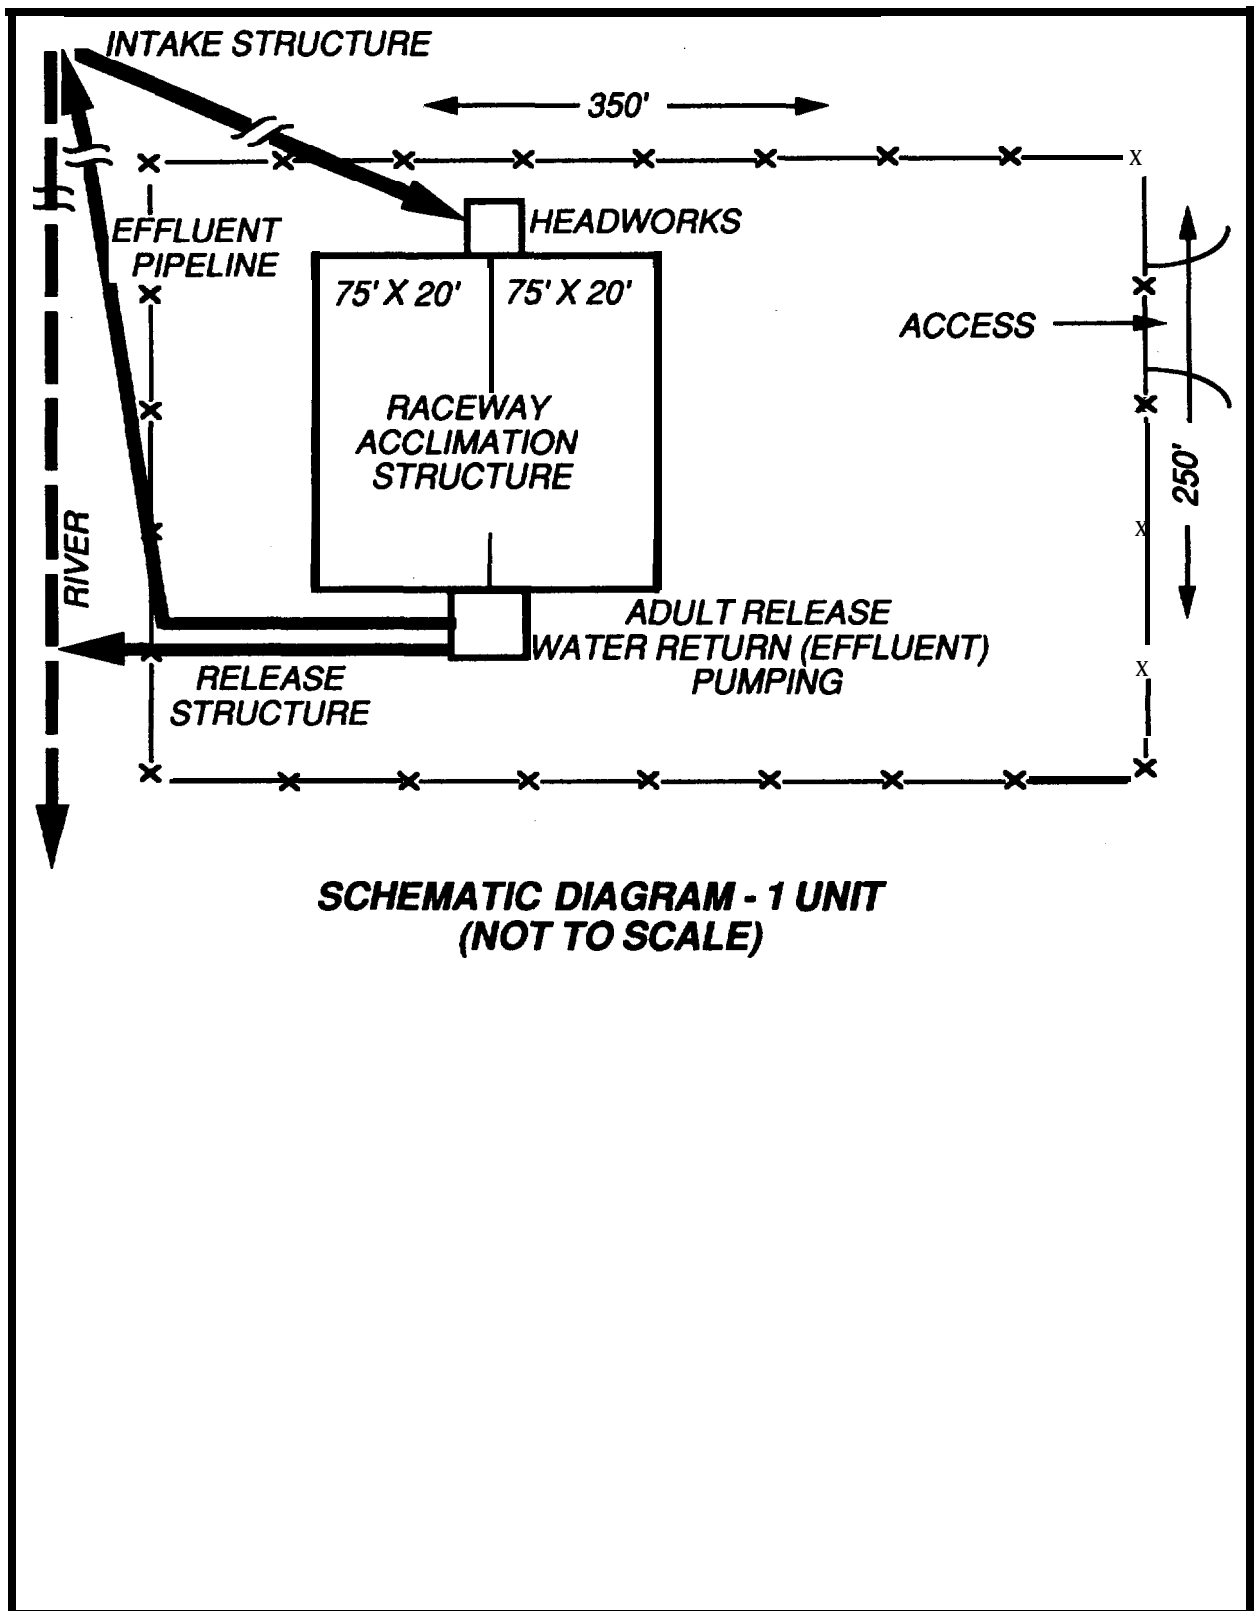 INTAKE STRUCTURE
350'
HEADWORKS
EFFLUENT
PIPELINE
75' X 20'
75' X 20'
ACCESS
RACEWAY
ACCLIMATION
STRUCTURE
250'
RIVER
ADULT RELEASE
WATER RETURN (EFFLUENT)
PUMPING
RELEASE
STRUCTURE
SCHEMATIC DIAGRAM - 1 UNIT
(NOT TO SCALE)